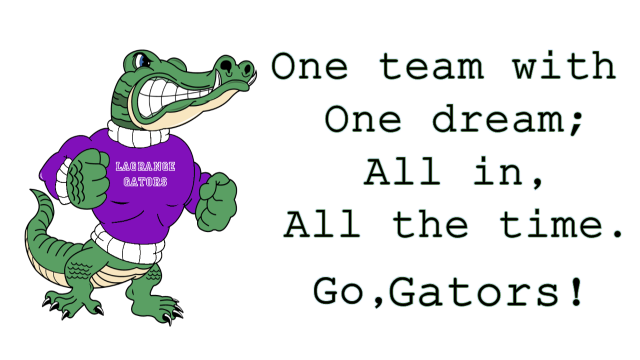 LAGRANGE
GATORS
One team with
One dream;
All in,
All the time.
Go,Gators!